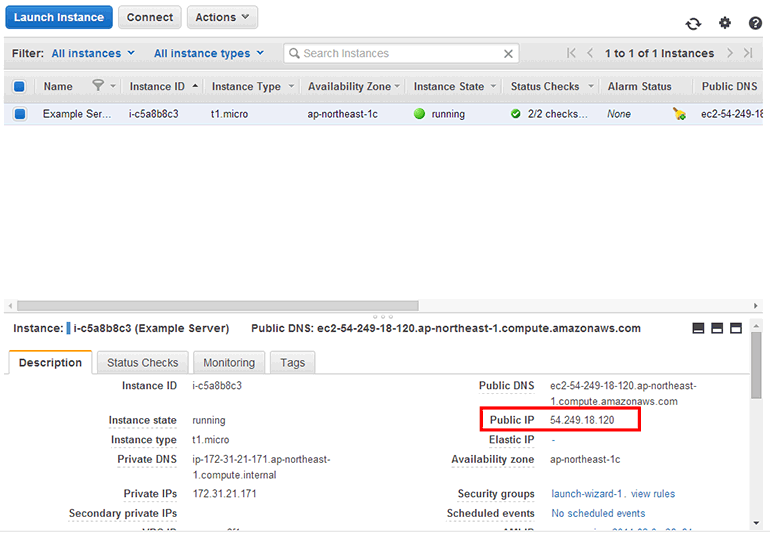 Launch Instance Connect Actions
Filter: All instances All instance types Search Instances 1 to 1 of 1 Instances
Name Instance ID Instance Type Availability Zone Instance State Status Checks Alarm Status Public DNS
Example Ser... i-c5a8b8c3 t1.micro ap-northeast-1c running 2/2 checks... None ec2-54-249-18
Instance: i-c5a8b8c3 (Example Server) Public DNS: ec2-54-249-18-120.ap-northeast-1.compute.amazonaws.com
Description Status Checks Monitoring Tags
Instance ID i-c5a8b8c3 Public DNS ec2-54-249-18-120.ap-northeast-
1.compute.amazonaws.com
Instance state running Public IP 54.249.18.120
Instance type t1.micro Elastic IP -
Private DNS ip-172-31-21-171.ap-northeast- Availability zone ap-northeast-1c
1.compute.internal
Private IPs 172.31.21.171 Security groups launch-wizard-1. view rules
Secondary private IPs Scheduled events No scheduled events